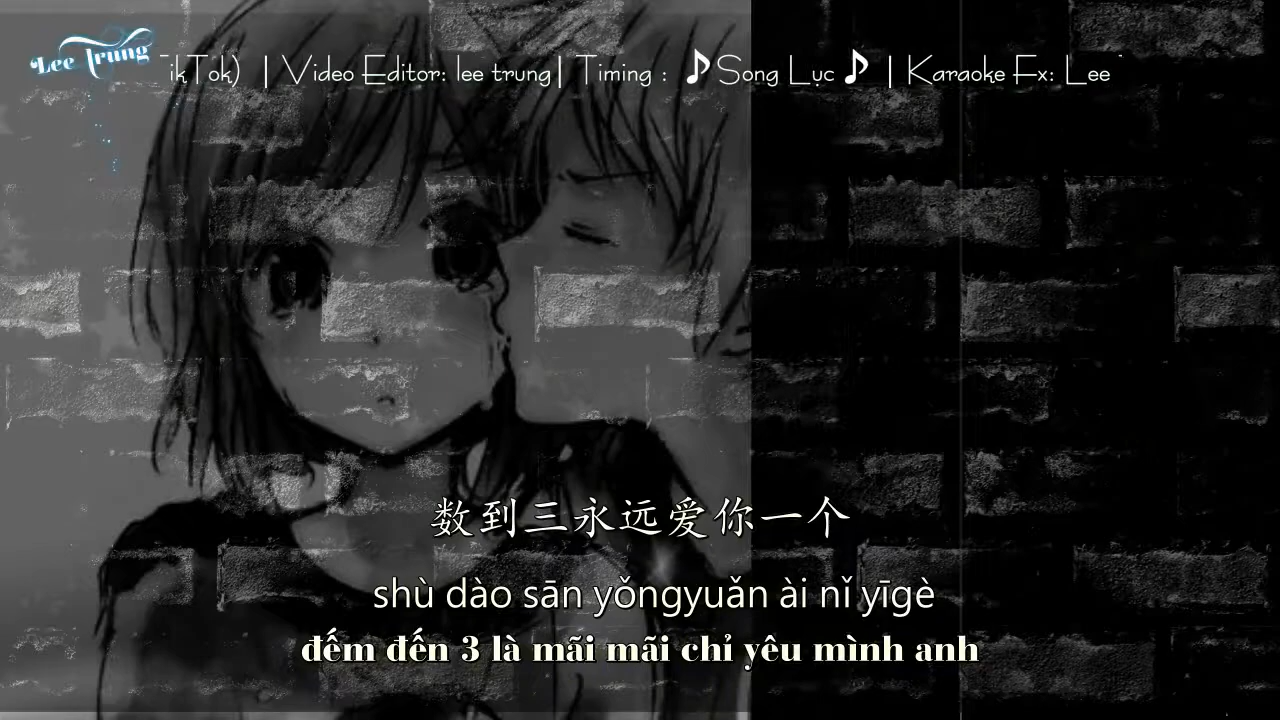 Lee Trung
ikTok) | Video Editor: lee trung| Timing : ♪Song Lục♪ | Karaoke Fx: Lee
数到三永远爱你一个
shù dào sān yǒngyuǎn ài nǐ yīgè
đếm đến 3 là mãi mãi chỉ yêu mình anh